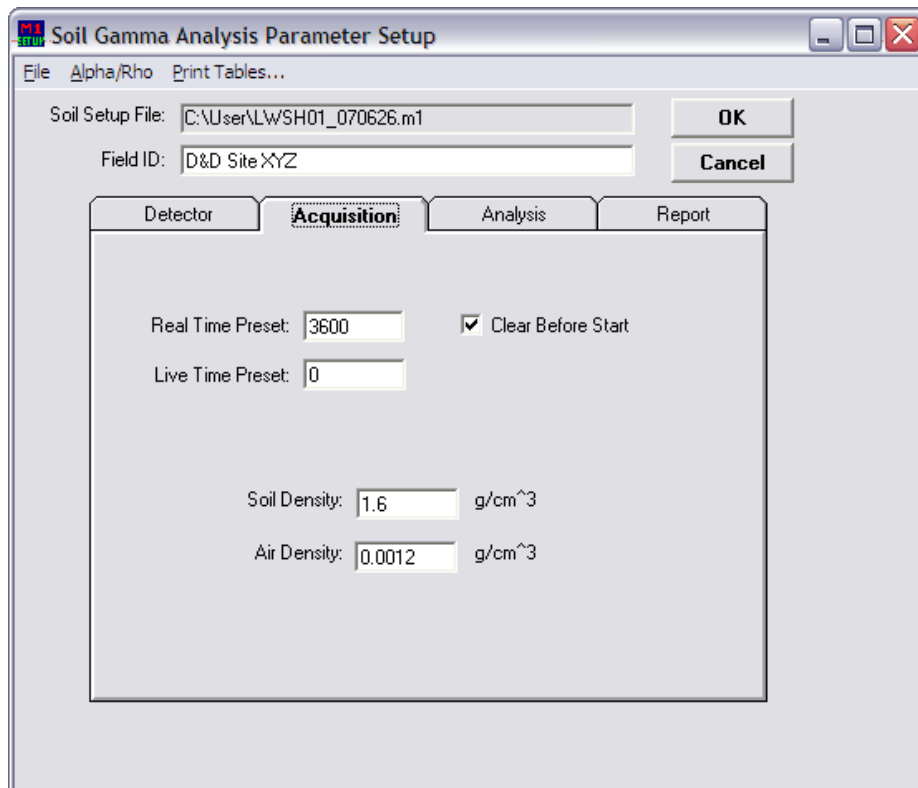 M1 SETUP Soil Gamma Analysis Parameter Setup
File Alpha/Rho Print Tables...
Soil Setup File: C:\User\LWSH01_070626.m1 OK
Field ID: D&D Site XYZ Cancel
Detector Acquisition Analysis Report
Real Time Preset: 3600 Clear Before Start
Live Time Preset: 0
Soil Density: 1.6 g/cm^3
Air Density: 0.0012 g/cm^3